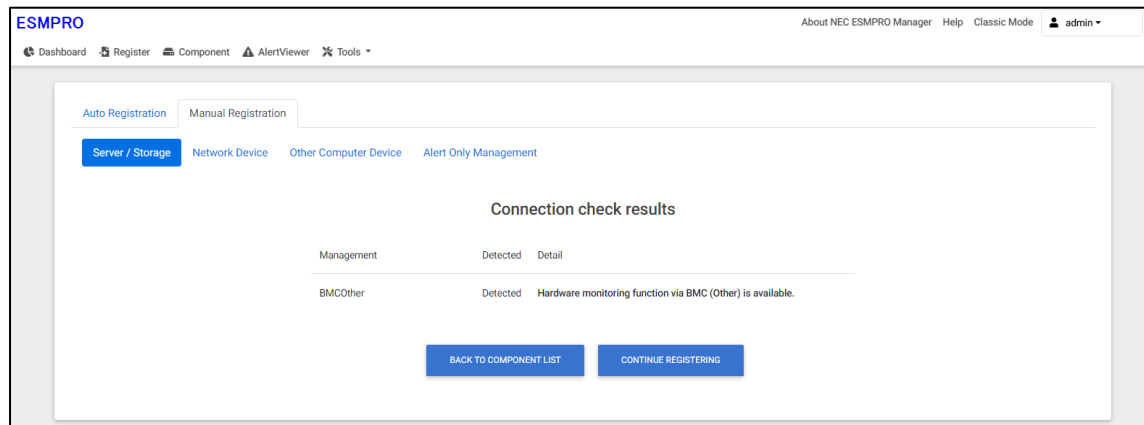 ESMPRO
About NEC ESMPRO Manager Help Classic Mode admin
Dashboard Register Component AlertViewer Tools
Auto Registration Manual Registration
Server / Storage Network Device Other Computer Device Alert Only Management
Connection check results
Management Detected Detail
BMCOther Detected Hardware monitoring function via BMC (Other) is available.
BACK TO COMPONENT LIST CONTINUE REGISTERING